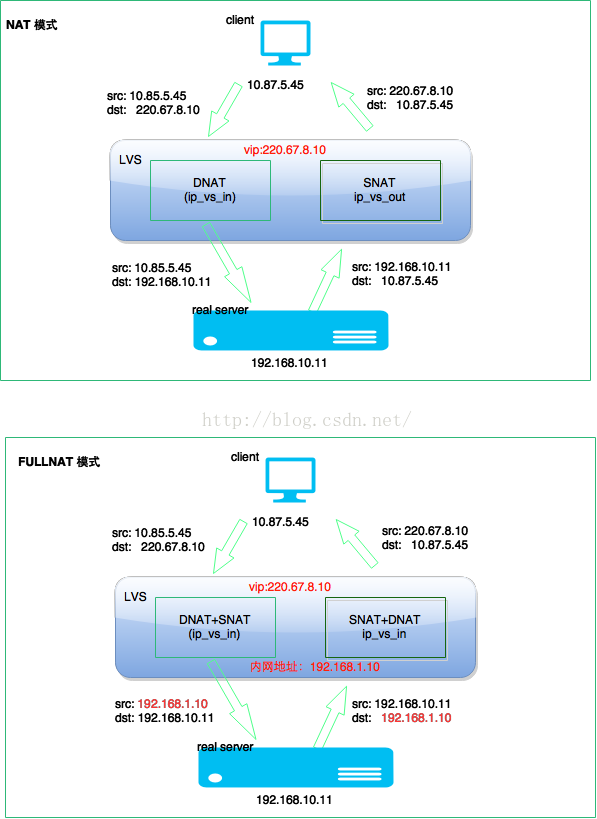 NAT 模式
client
10.87.5.45
src: 10.85.5.45
dst: 220.67.8.10
src: 220.67.8.10
dst: 10.87.5.45
vip:220.67.8.10
LVS
DNAT
(ip_vs_in)
SNAT
ip_vs_out
src: 10.85.5.45
dst: 192.168.10.11
src: 192.168.10.11
dst: 10.87.5.45
real server
192.168.10.11
http://blog.csdn.net/
FULLNAT 模式
client
10.87.5.45
src: 10.85.5.45
dst: 220.67.8.10
src: 220.67.8.10
dst: 10.87.5.45
vip:220.67.8.10
LVS
DNAT+SNAT
(ip_vs_in)
SNAT+DNAT
ip_vs_in
内网地址：192.168.1.10
src: 192.168.1.10
dst: 192.168.10.11
src: 192.168.10.11
dst: 192.168.1.10
real server
192.168.10.11